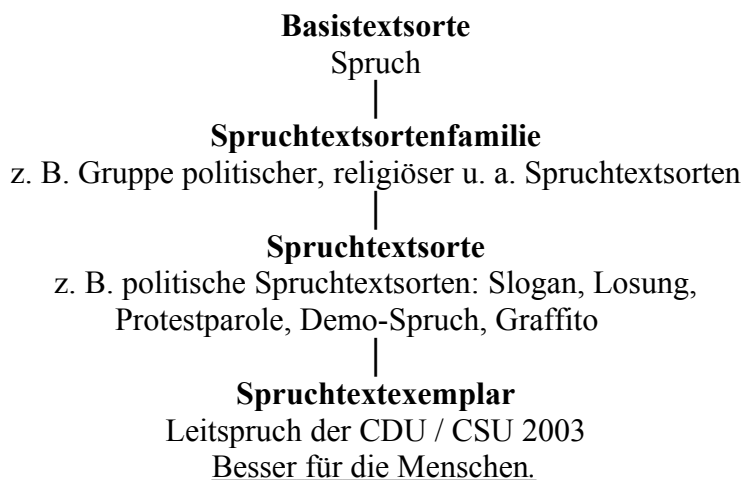 Basistextsorte
Spruch
Spruchtextsortenfamilie
z. B. Gruppe politischer, religiöser u. a. Spruchtextsorten
Spruchtextsorte
z. B. politische Spruchtextsorten: Slogan, Losung,
Protestparole, Demo-Spruch, Graffito
Spruchtextexemplar
Leitspruch der CDU / CSU 2003
Besser für die Menschen.